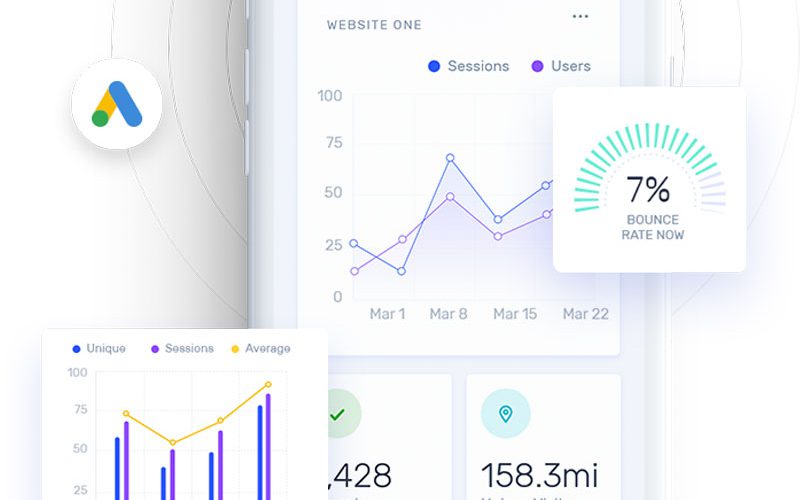 WEBSITE ONE
Sessions Users
100
75
50
25
0
Mar 1 Mar 8 Mar 15 Mar 22
7%
BOUNCE
RATE NOW
Unique Sessions Average
100
75
50
25
,428
158.3mi